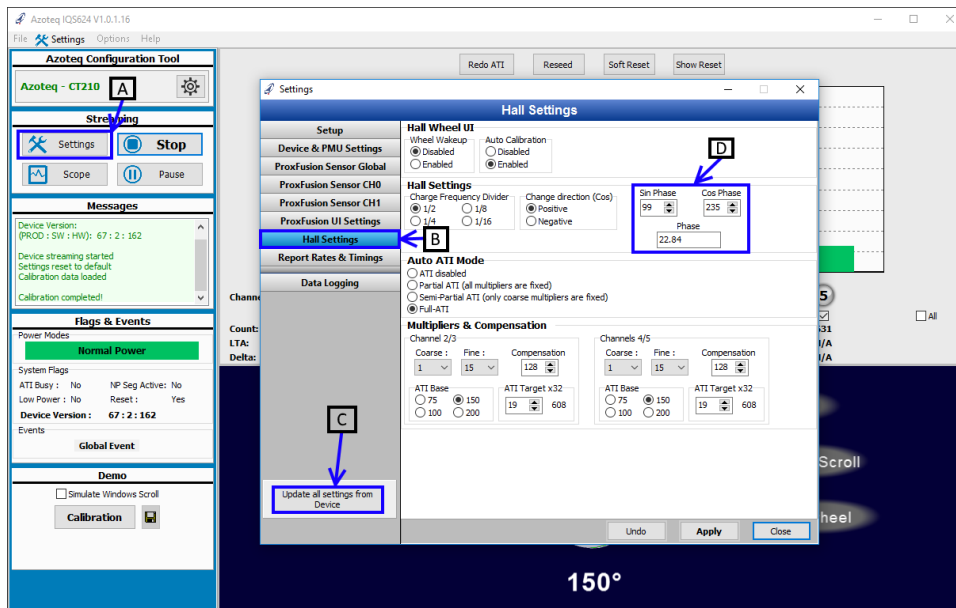 Azoteq IQS624 V1.0.1.16
File Settings Options Help
Azoteq Configuration Tool
Azoteq - CT210
A
Streaming
Settings
Stop
Scope
Pause
Messages
Device Version:
(PROD : SW : HW): 67 : 2 : 162
Device streaming started
Settings reset to default
Calibration data loaded
Calibration completed!
Flags & Events
Power Modes
Normal Power
System Flags
ATI Busy : No NP Seg Active: No
Low Power : No Reset : Yes
Device Version : 67 : 2 : 162
Events
Global Event
Demo
Simulate Windows Scroll
Calibration
Redo ATI Reseed Soft Reset Show Reset
Settings
Hall Settings
Setup
Device & PMU Settings
ProxFusion Sensor Global
ProxFusion Sensor CH0
ProxFusion Sensor CH1
ProxFusion UI Settings
Hall Settings
B
Report Rates & Timings
Data Logging
C
Update all settings from
Device
Hall Wheel UI
Wheel Wakeup Auto Calibration
Disabled Disabled
Enabled Enabled
D
Hall Settings
Charge Frequency Divider Change direction (Cos)
1/2 1/8 Positive
1/4 1/16 Negative
Sin Phase Cos Phase
99 235
Phase
22.84
Auto ATI Mode
ATI disabled
Partial ATI (all multipliers are fixed)
Semi-Partial ATI (only coarse multipliers are fixed)
Full-ATI
Multipliers & Compensation
Channel 2/3
Coarse : Fine : Compensation
1 15 128
ATI Base ATI Target x32
75 150
100 200
19 608
Channels 4/5
Coarse : Fine : Compensation
1 15 128
ATI Base ATI Target x32
75 150
100 200
19 608
Undo Apply Close
Count:
LTA:
Delta:
5
All
Scroll
150°